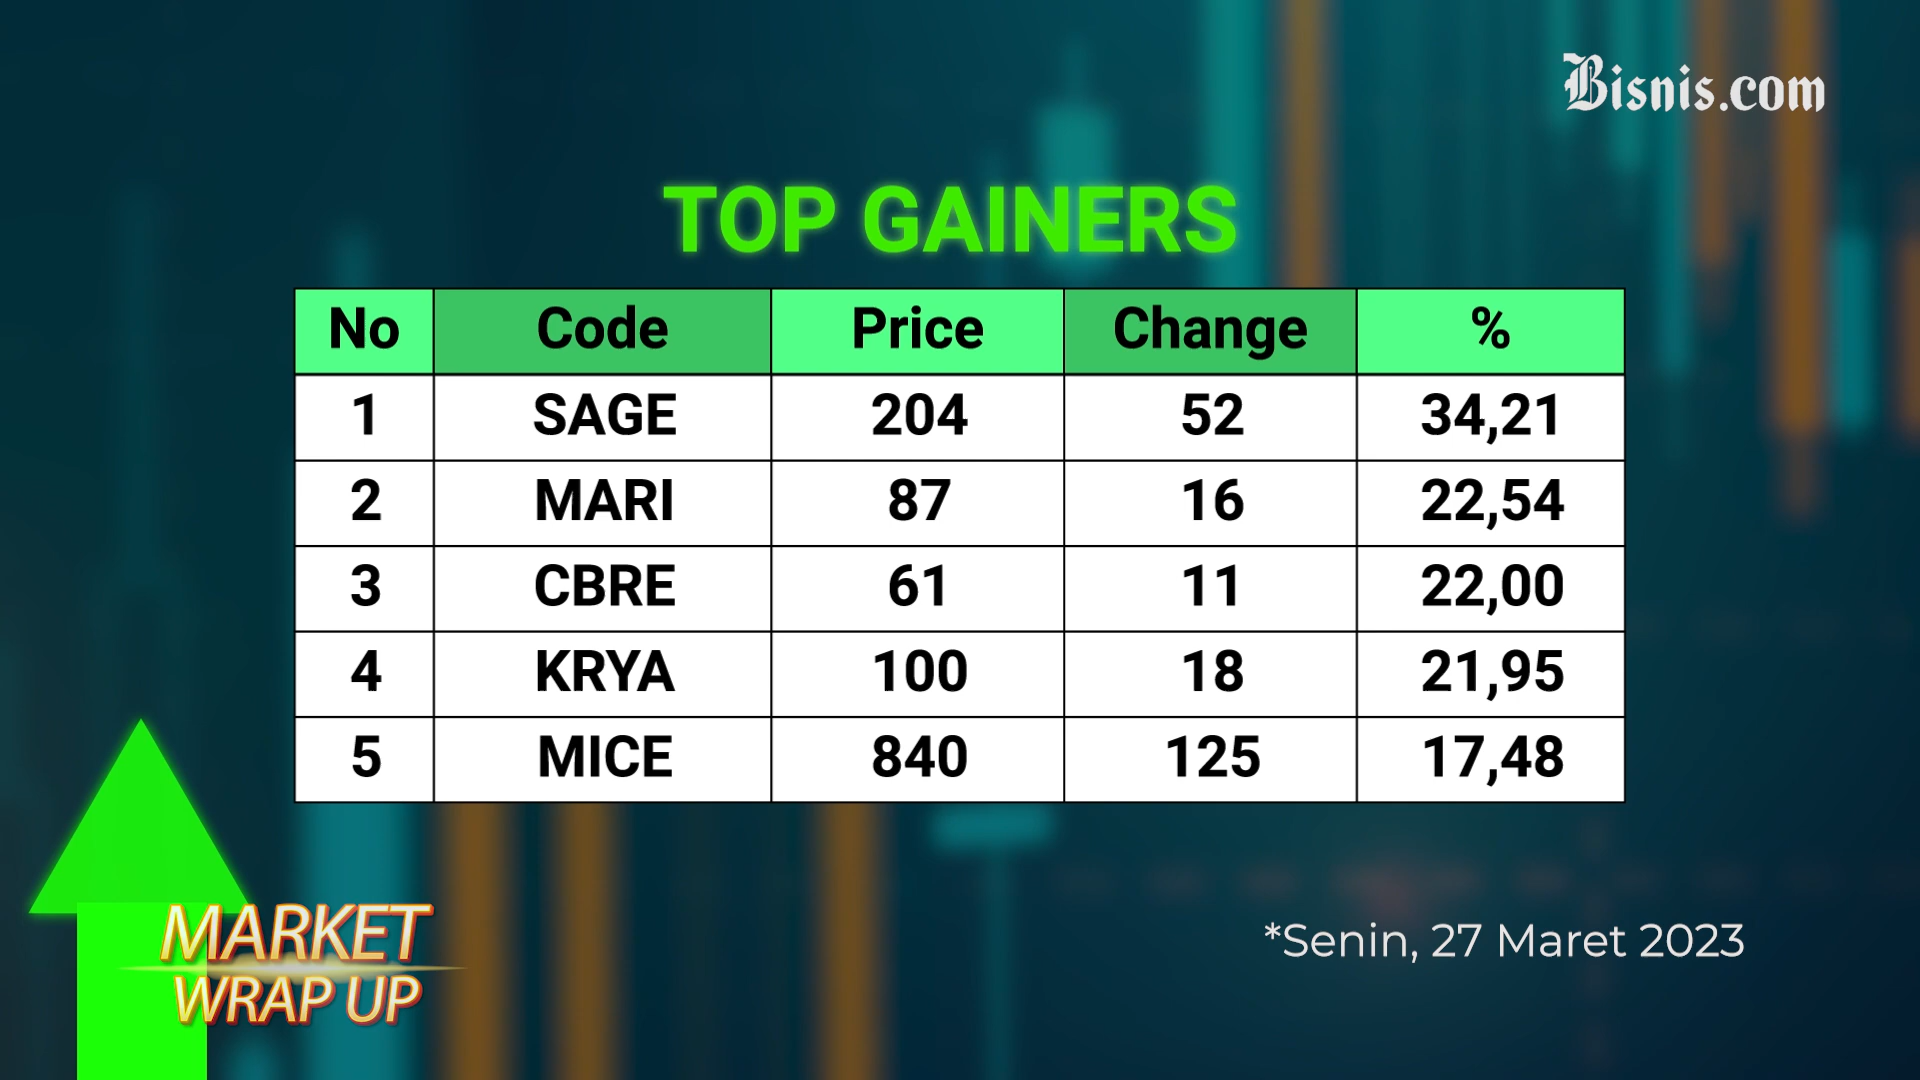 Bisnis.com
TOP GAINERS
No Code Price Change %
1 SAGE 204 52 34,21
2 MARI 87 16 22,54
3 CBRE 61 11 22,00
4 KRYA 100 18 21,95
5 MICE 840 125 17,48
MARKET
WRAP UP
*Senin, 27 Maret 2023